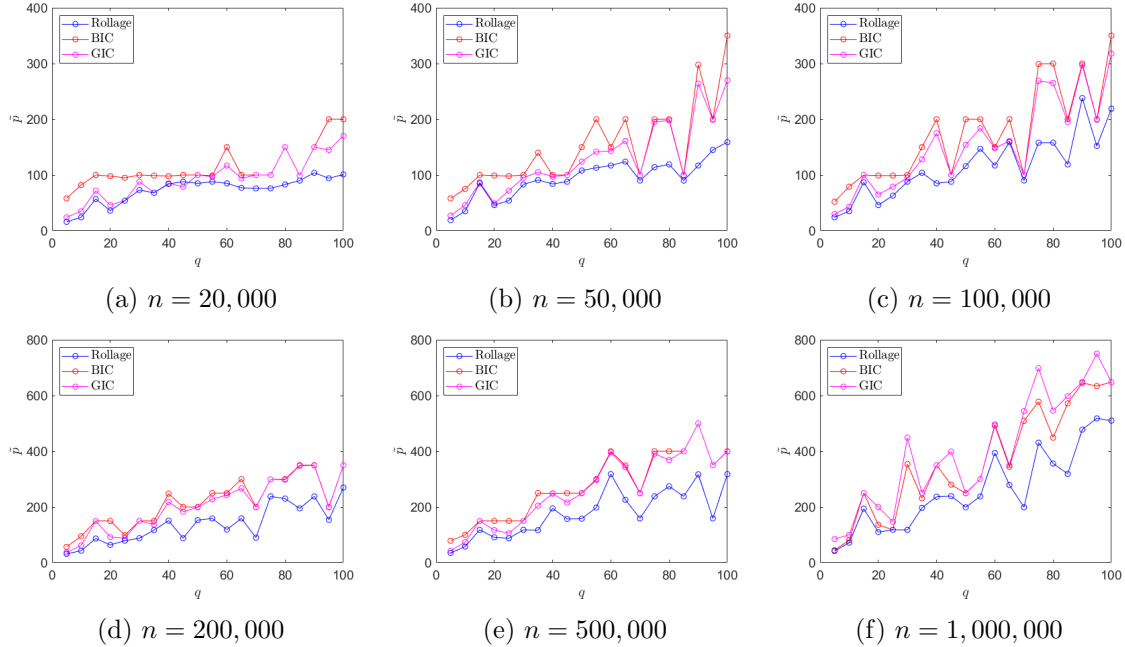 400
300
200
100
0
p̃
Rollage
BIC
GIC
0 20 40 60 80 100
q
(a) n = 20,000
400
300
200
100
0
p̃
Rollage
BIC
GIC
0 20 40 60 80 100
q
(b) n = 50,000
400
300
200
100
0
p̃
Rollage
BIC
GIC
0 20 40 60 80 100
q
(c) n = 100,000
800
600
400
200
0
p̃
Rollage
BIC
GIC
0 20 40 60 80 100
q
(d) n = 200,000
800
600
400
200
0
p̃
Rollage
BIC
GIC
0 20 40 60 80 100
q
(e) n = 500,000
800
600
400
200
0
p̃
Rollage
BIC
GIC
0 20 40 60 80 100
q
(f) n = 1,000,000